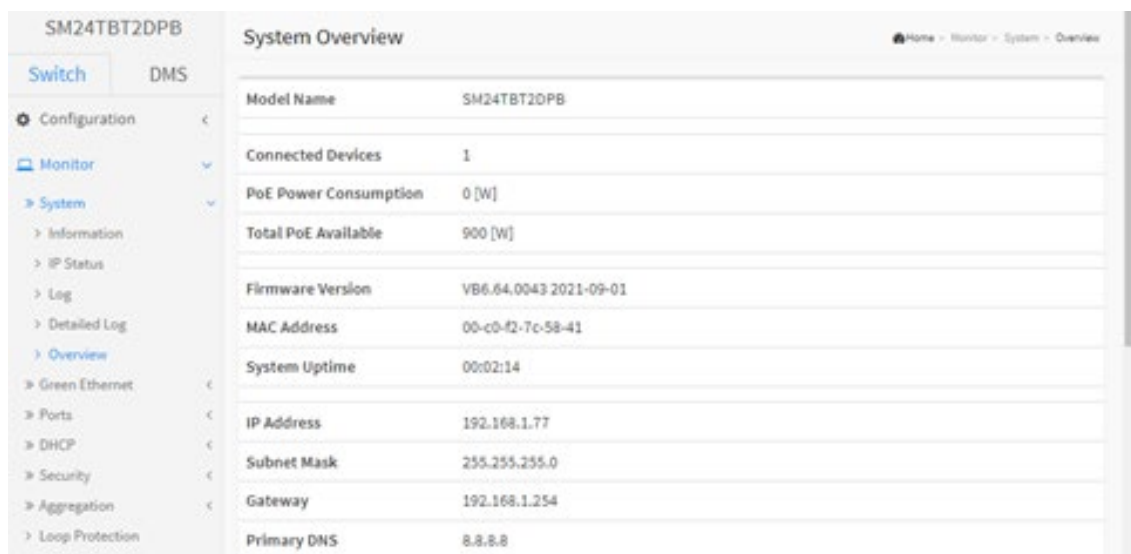 SM24TBT2DPB
Switch DMS
Configuration
Monitor
System
Information
IP Status
Log
Detailed Log
Overview
Green Ethernet
Ports
DHCP
Security
Aggregation
Loop Protection
System Overview
Home > Monitor > System > Overview
Model Name SM24TBT2DPB
Connected Devices 1
PoE Power Consumption 0 [W]
Total PoE Available 900 [W]
Firmware Version VB6.64.0043 2021-09-01
MAC Address 00-c0-f2-7c-58-41
System Uptime 00:02:14
IP Address 192.168.1.77
Subnet Mask 255.255.255.0
Gateway 192.168.1.254
Primary DNS 8.8.8.8